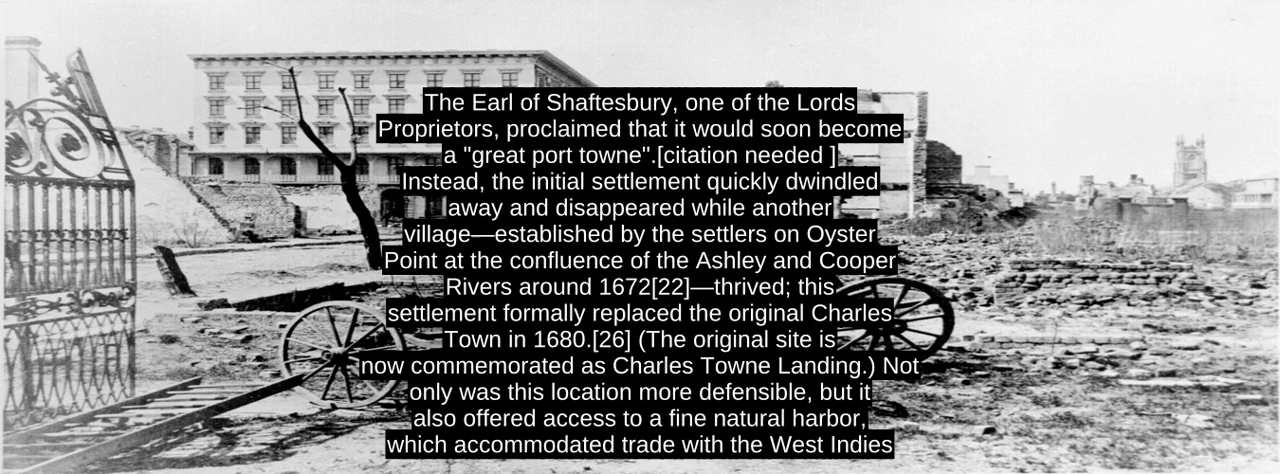 The Earl of Shaftesbury, one of the Lords
Proprietors, proclaimed that it would soon become
a "great port towne".[citation needed ]
Instead, the initial settlement quickly dwindled
away and disappeared while another
village—established by the settlers on Oyster
Point at the confluence of the Ashley and Cooper
Rivers around 1672[22]—thrived; this
settlement formally replaced the original Charles
Town in 1680.[26] (The original site is
now commemorated as Charles Towne Landing.) Not
only was this location more defensible, but it
also offered access to a fine natural harbor,
which accommodated trade with the West Indies